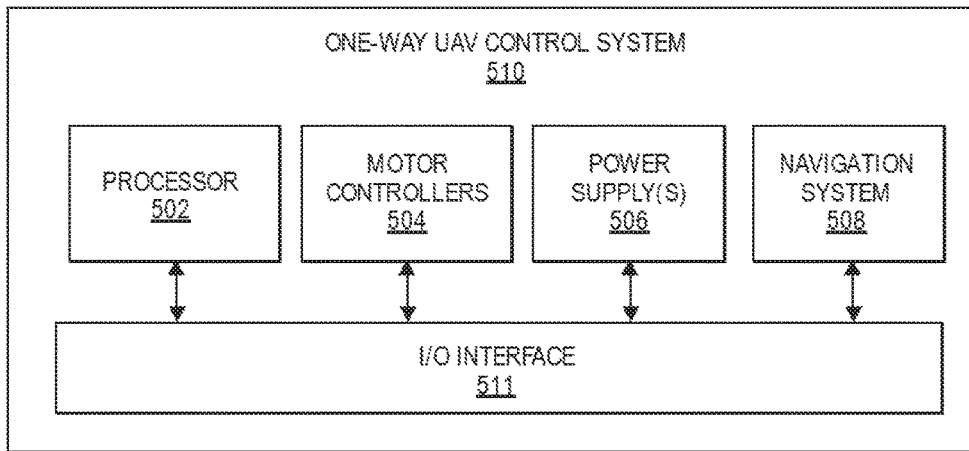 ONE-WAY UAV CONTROL SYSTEM
510
PROCESSOR
502
MOTOR
CONTROLLERS
504
POWER
SUPPLY(S)
506
NAVIGATION
SYSTEM
508
I/O INTERFACE
511